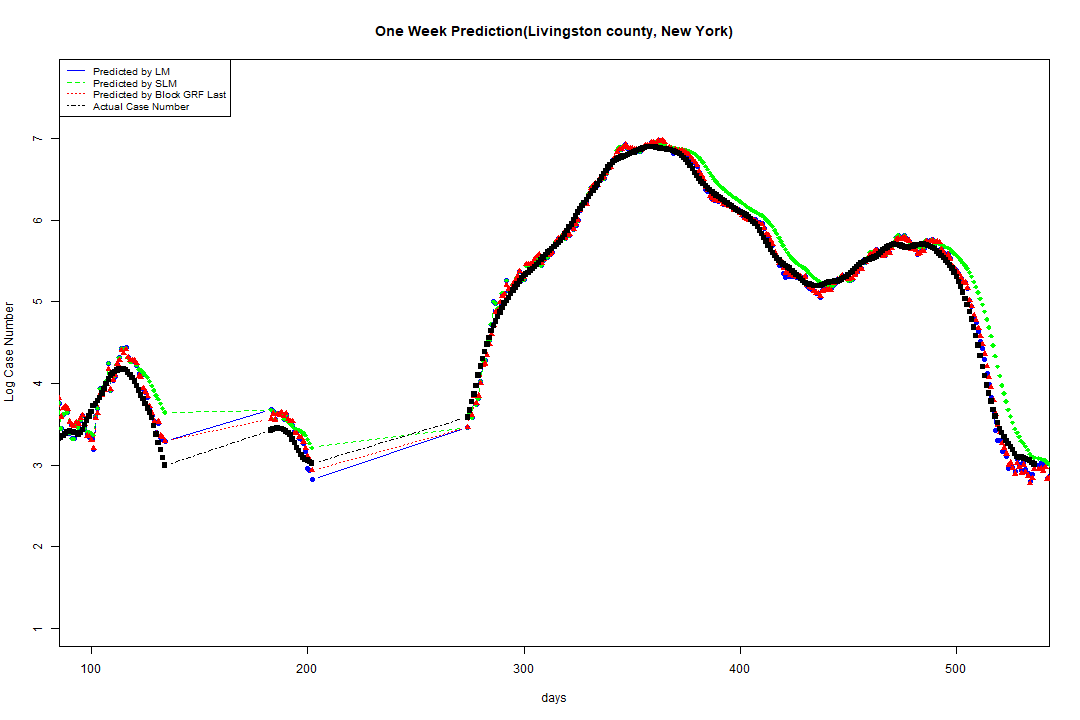 One Week Prediction(Livingston county, New York)
Predicted by LM
Predicted by SLM
Predicted by Block GRF Last
Actual Case Number
7
6
5
4
3
2
1
Log Case Number
100 200 300 400 500
days